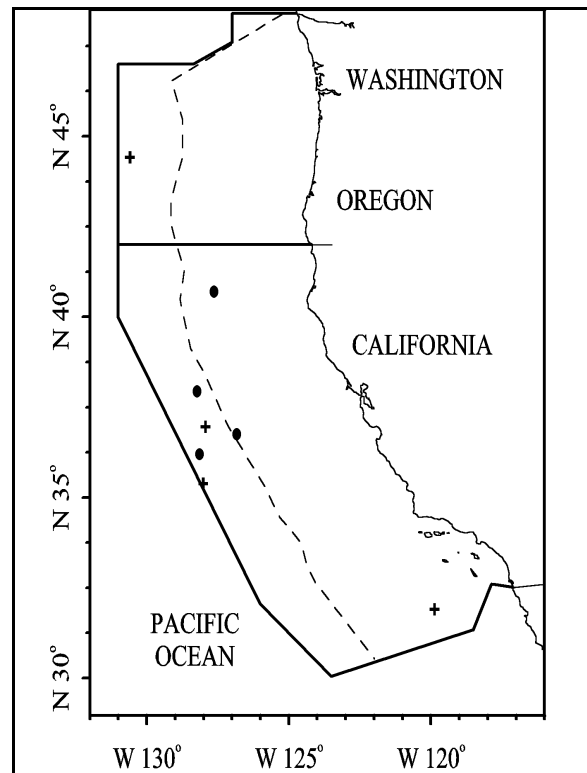 WASHINGTON
N 45°
OREGON
N 40°
CALIFORNIA
N 35°
PACIFIC
OCEAN
N 30°
W 130° W 125° W 120°